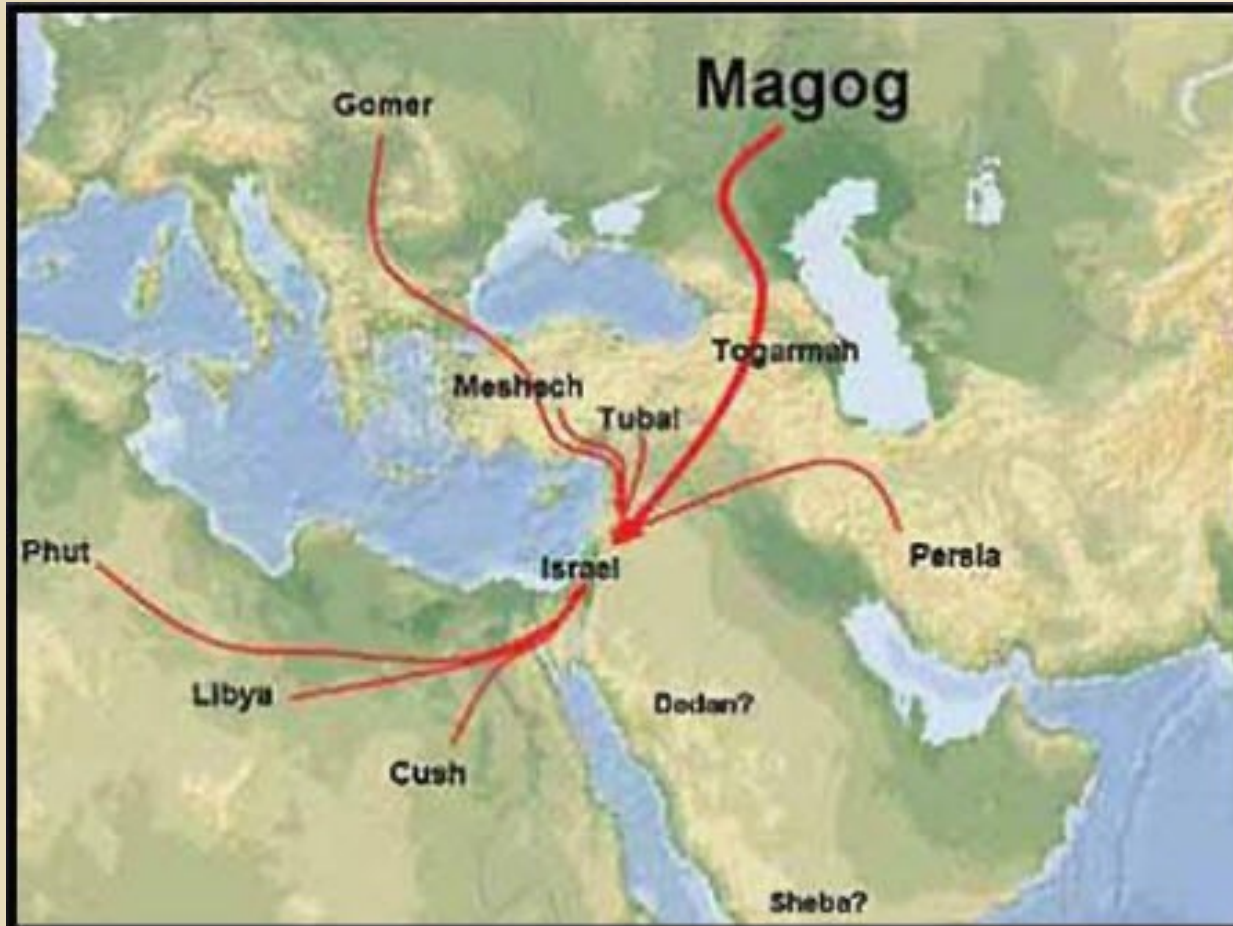 Magog
Gomer
Togarmah
Meshech
Tubal
Phut
Israel
Persia
Libya
Dedan?
Cush
Sheba?